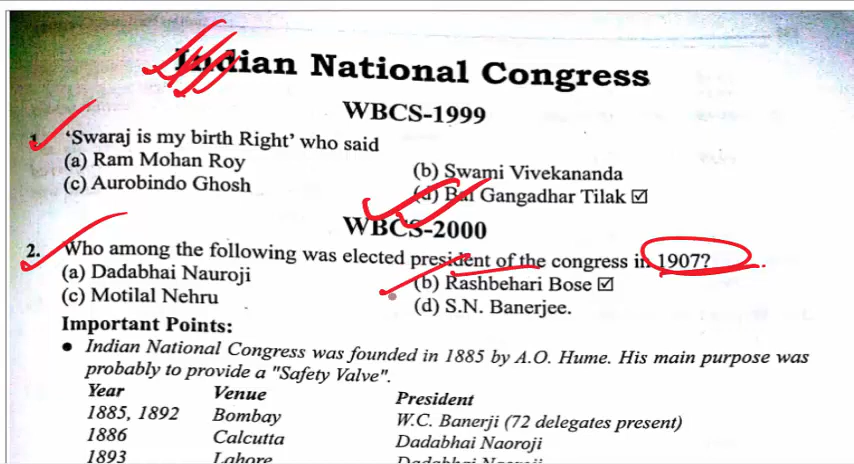 Indian National Congress
WBCS-1999
1. 'Swaraj is my birth Right' who said
(a) Ram Mohan Roy
(b) Swami Vivekananda
(c) Aurobindo Ghosh
(d) Bal Gangadhar Tilak ☑
WBCS-2000
2. Who among the following was elected president of the congress in 1907?
(a) Dadabhai Nauroji
(b) Rashbehari Bose ☑
(c) Motilal Nehru
(d) S.N. Banerjee.
Important Points:
• Indian National Congress was founded in 1885 by A.O. Hume. His main purpose was
probably to provide a "Safety Valve".
Year Venue President
1885, 1892 Bombay W.C. Banerji (72 delegates present)
1886 Calcutta Dadabhai Naoroji
1893 Lahore Dadabhai Naoroji